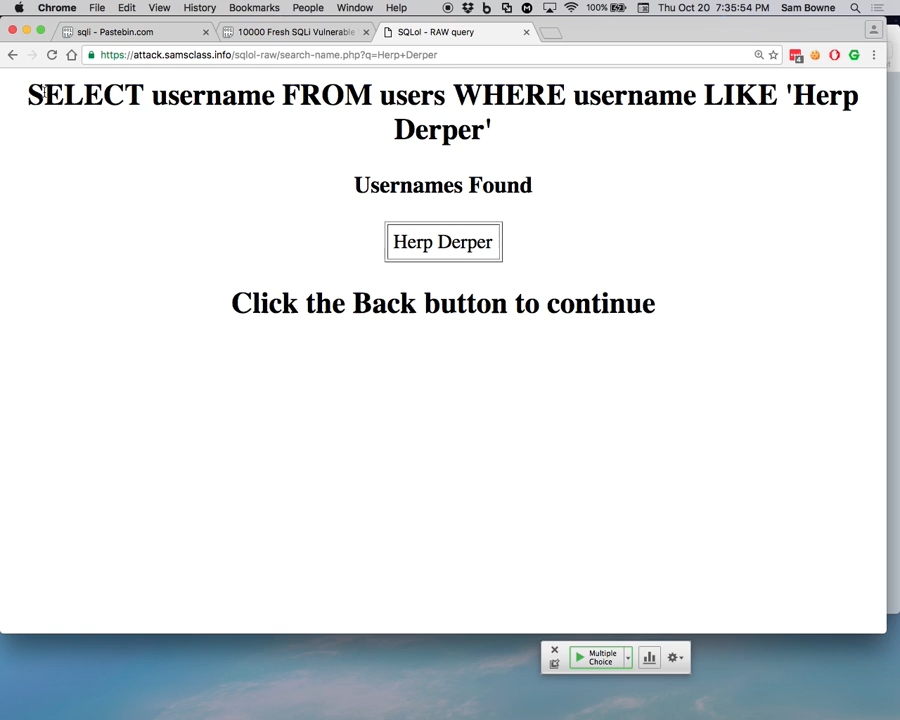 Chrome File Edit View History Bookmarks People Window Help 100% Thu Oct 20 7:35:54 PM Sam Bowne
sqli - Pastebin.com 10000 Fresh SQLi Vulnerable SQLol - RAW query
https://attack.samsclass.info/sqlol-raw/search-name.php?q=Herp+Derper
SELECT username FROM users WHERE username LIKE 'Herp
Derper'
Usernames Found
Herp Derper
Click the Back button to continue
Multiple
Choice